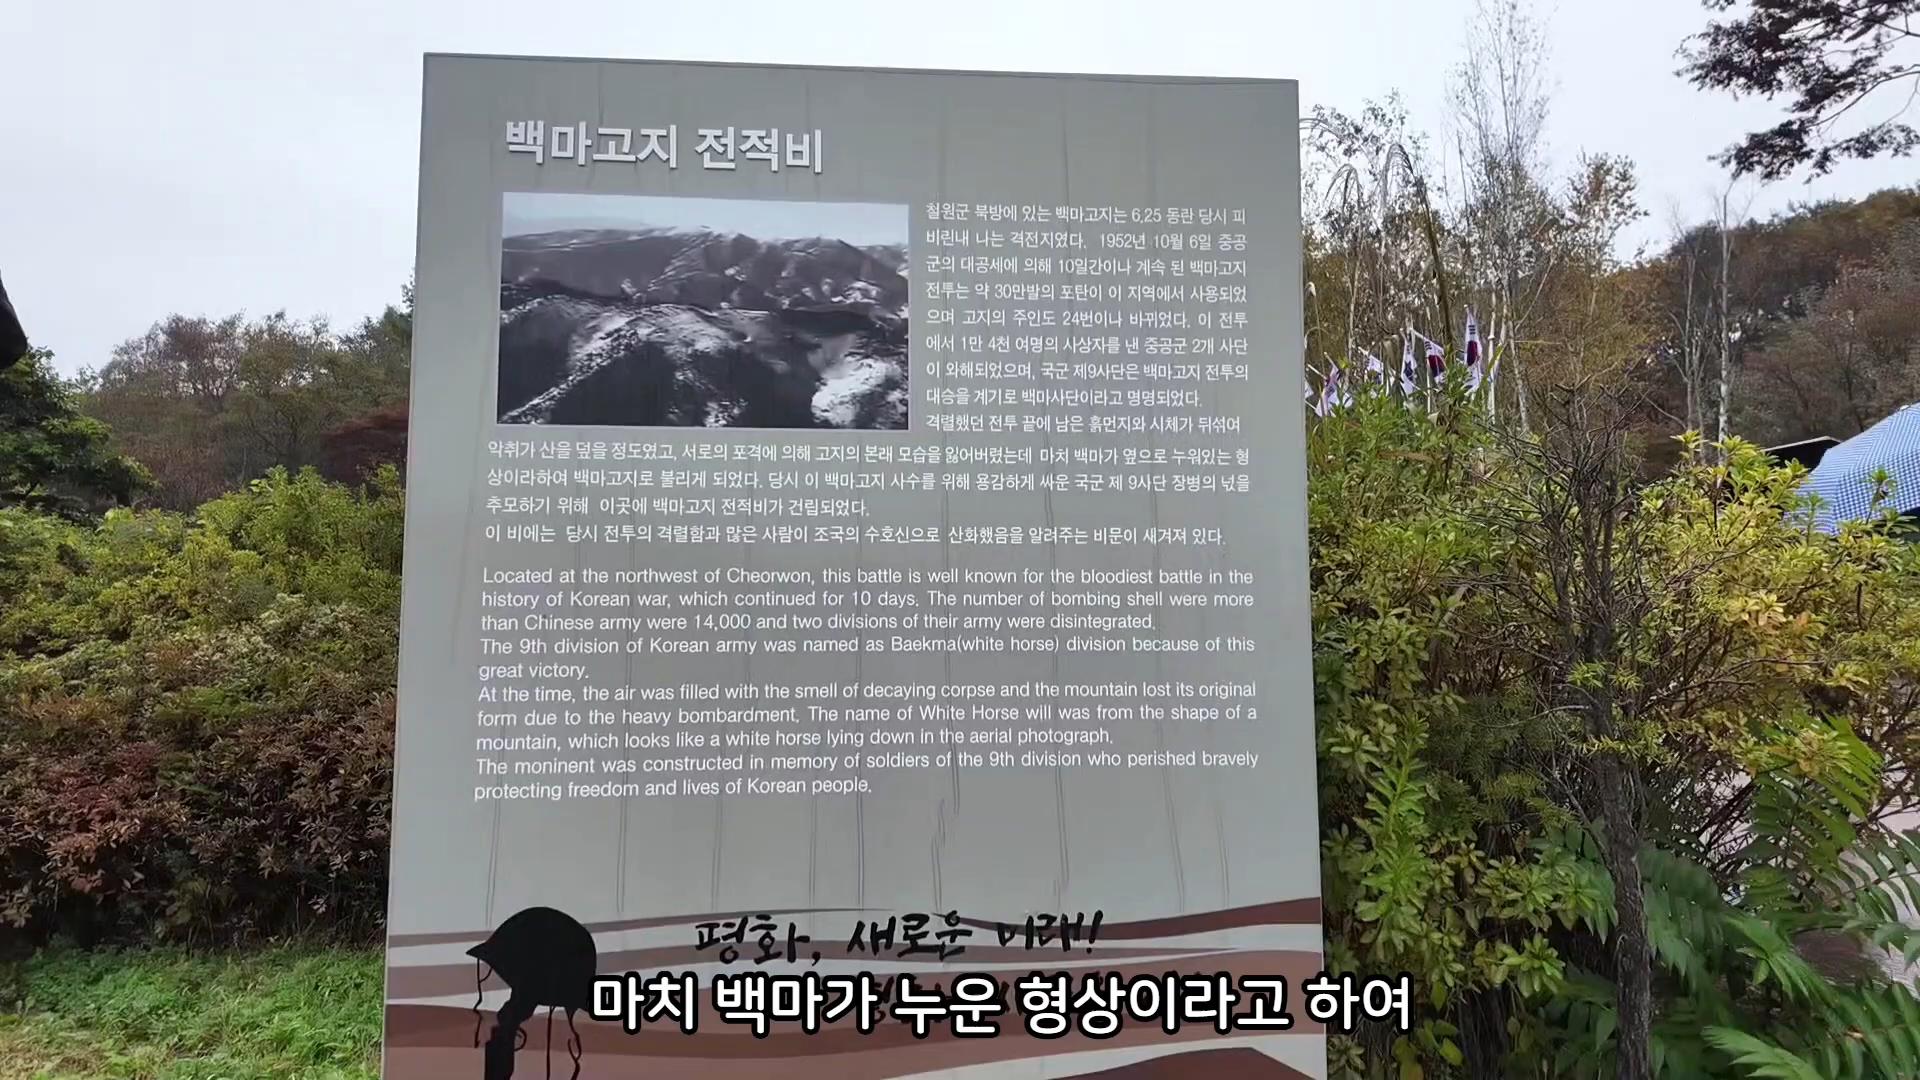 백마고지 전적비
철원군 북방에 있는 백마고지는 6.25 동란 당시 피
비린내 나는 격전지였다. 1952년 10월 6일 중공
군의 대공세에 의해 10일간이나 계속 된 백마고지
전투는 약 30만발의 포탄이 이 지역에서 사용되었
으며 고지의 주인도 24번이나 바뀌었다. 이 전투
에서 1만 4천 여명의 사상자를 낸 중공군 2개 사단
이 와해되었으며, 국군 제9사단은 백마고지 전투의
대승을 계기로 백마사단이라고 명명되었다.
격렬했던 전투 끝에 남은 흙먼지와 시체가 뒤섞여
악취가 산을 덮을 정도였고, 서로의 포격에 의해 고지의 본래 모습을 잃어버렸는데 마치 백마가 옆으로 누워있는 형
상이라하여 백마고지로 불리게 되었다. 당시 이 백마고지 사수를 위해 용감하게 싸운 국군 제 9사단 장병의 넋을
추모하기 위해 이곳에 백마고지 전적비가 건립되었다.
이 비에는 당시 전투의 격렬함과 많은 사람이 조국의 수호신으로 산화했음을 알려주는 비문이 새겨져 있다.
Located at the northwest of Cheorwon, this battle is well known for the bloodiest battle in the
history of Korean war, which continued for 10 days. The number of bombing shell were more
than Chinese army were 14,000 and two divisions of their army were disintegrated.
The 9th division of Korean army was named as Baekma(white horse) division because of this
great victory.
At the time, the air was filled with the smell of decaying corpse and the mountain lost its original
form due to the heavy bombardment. The name of White Horse will was from the shape of a
mountain, which looks like a white horse lying down in the aerial photograph.
The moninent was constructed in memory of soldiers of the 9th division who perished bravely
protecting freedom and lives of Korean people.
평화, 새로운 미래!
마치 백마가 누운 형상이라고 하여